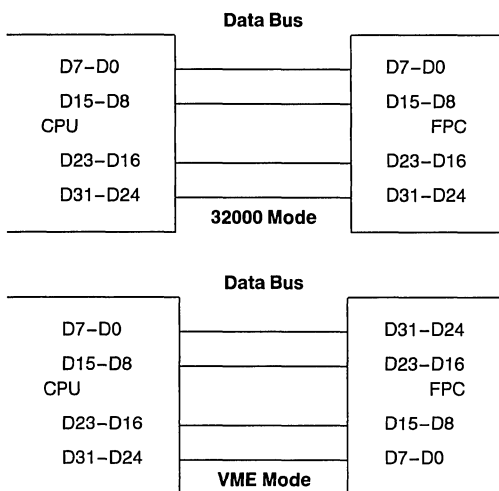 Data Bus
D7–D0 D7–D0
D15–D8 D15–D8
CPU FPC
D23–D16 D23–D16
D31–D24 D31–D24
32000 Mode
Data Bus
D7–D0 D31–D24
D15–D8 D23–D16
CPU FPC
D23–D16 D15–D8
D31–D24 D7–D0
VME Mode